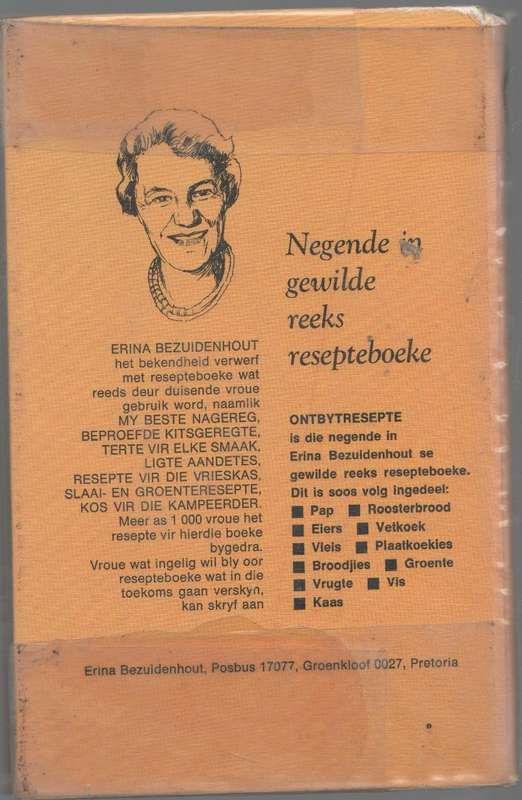 Negende in
gewilde
reeks
resepteboeke
ERINA BEZUIDENHOUT
het bekendheid verwerf
met resepteboeke wat
reeds deur duisende vroue
gebruik word, naamlik
MY BESTE NAGEREG,
BEPROEFDE KITSGEREGTE,
TERTE VIR ELKE SMAAK,
LIGTE AANDETES,
RESEPTE VIR DIE VRIESKAS,
SLAAI- EN GROENTERESEPTE,
KOS VIR DIE KAMPEERDER.
Meer as 1 000 vroue het
resepte vir hierdie boeke
bygedra.
Vroue wat ingelig wil bly oor
resepteboeke wat in die
toekoms gaan verskyn,
kan skryf aan
ONTBYTRESEPTE
is die negende in
Erina Bezuidenhout se
gewilde reeks resepteboeke.
Dit is soos volg ingedeel:
■ Pap ■ Roosterbrood
■ Eiers ■ Vetkoek
■ Vleis ■ Plaatkoekies
■ Broodjies ■ Groente
■ Vrugte ■ Vis
■ Kaas
Erina Bezuidenhout, Posbus 17077, Groenkloof 0027, Pretoria